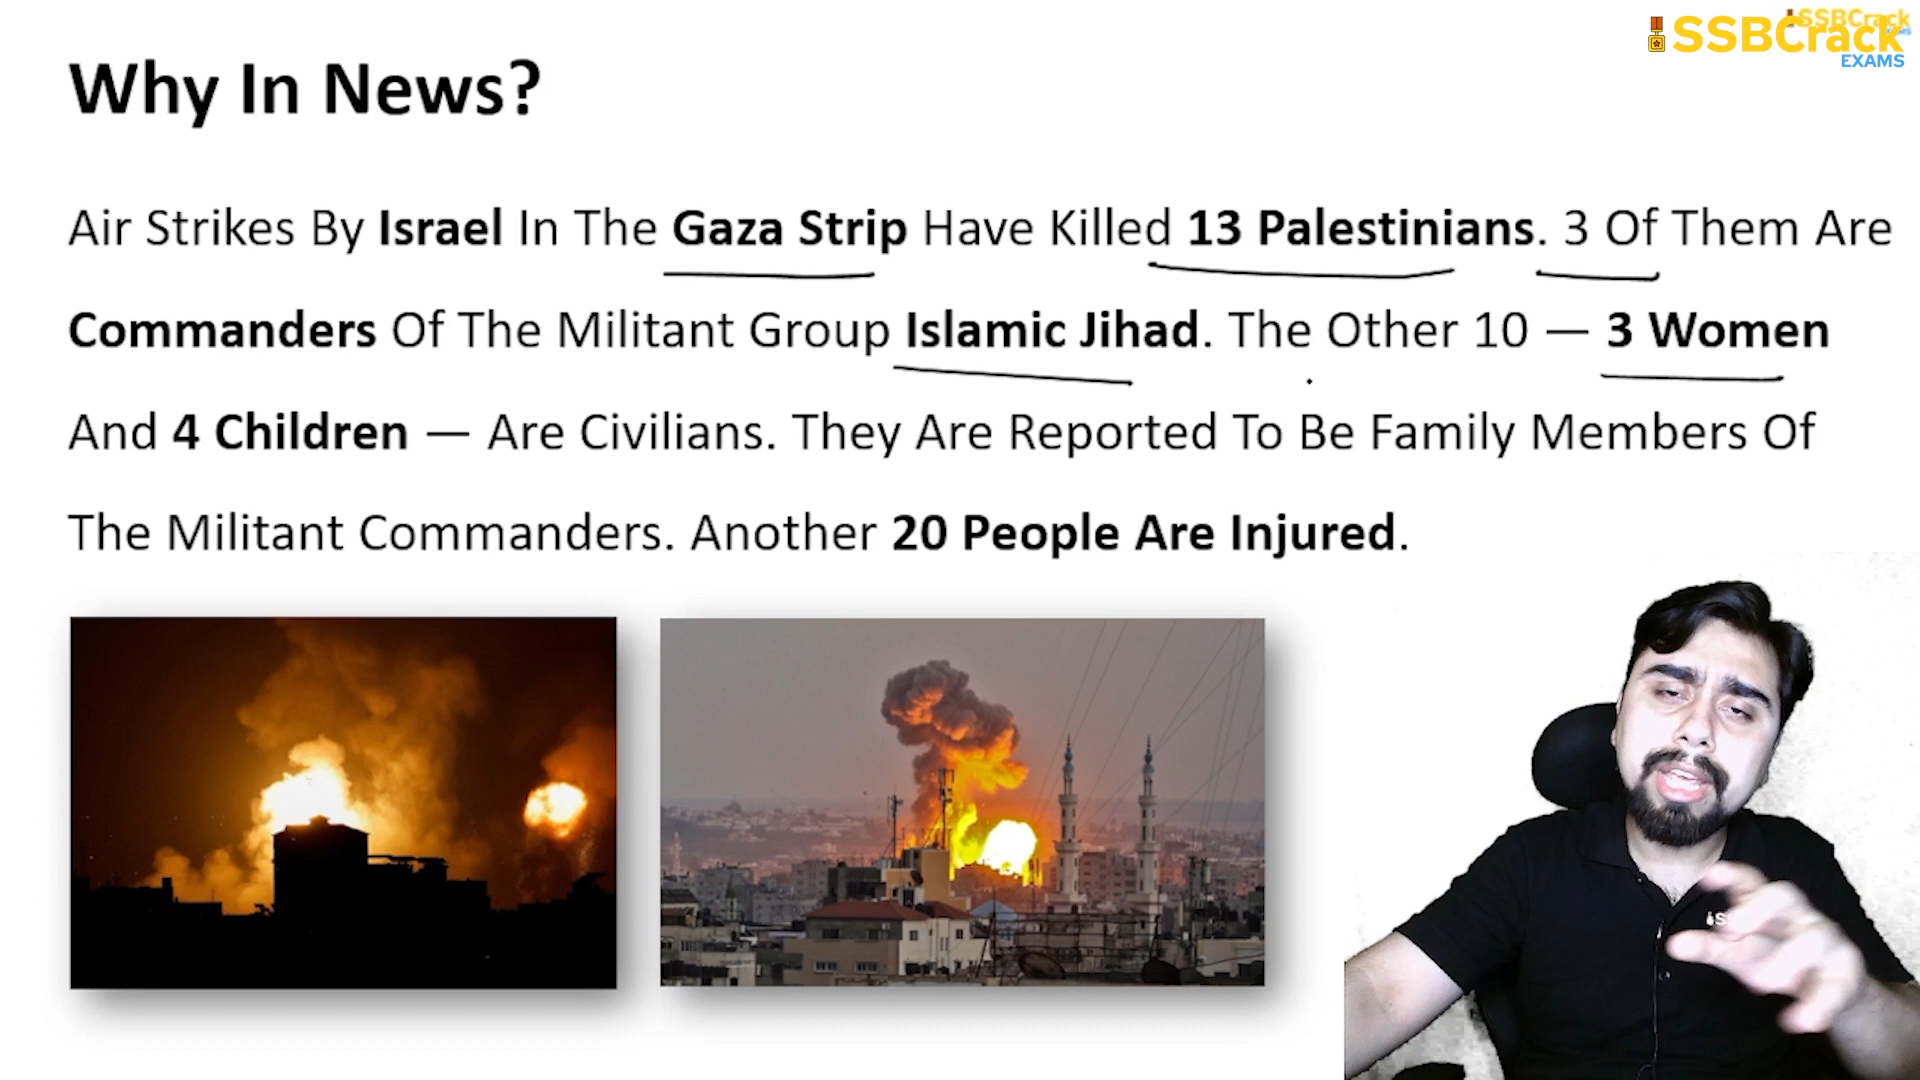 SSBCrack
SSBCrack
EXAMS
Why In News?
Air Strikes By Israel In The Gaza Strip Have Killed 13 Palestinians. 3 Of Them Are
Commanders Of The Militant Group Islamic Jihad. The Other 10 — 3 Women
And 4 Children — Are Civilians. They Are Reported To Be Family Members Of
The Militant Commanders. Another 20 People Are Injured.